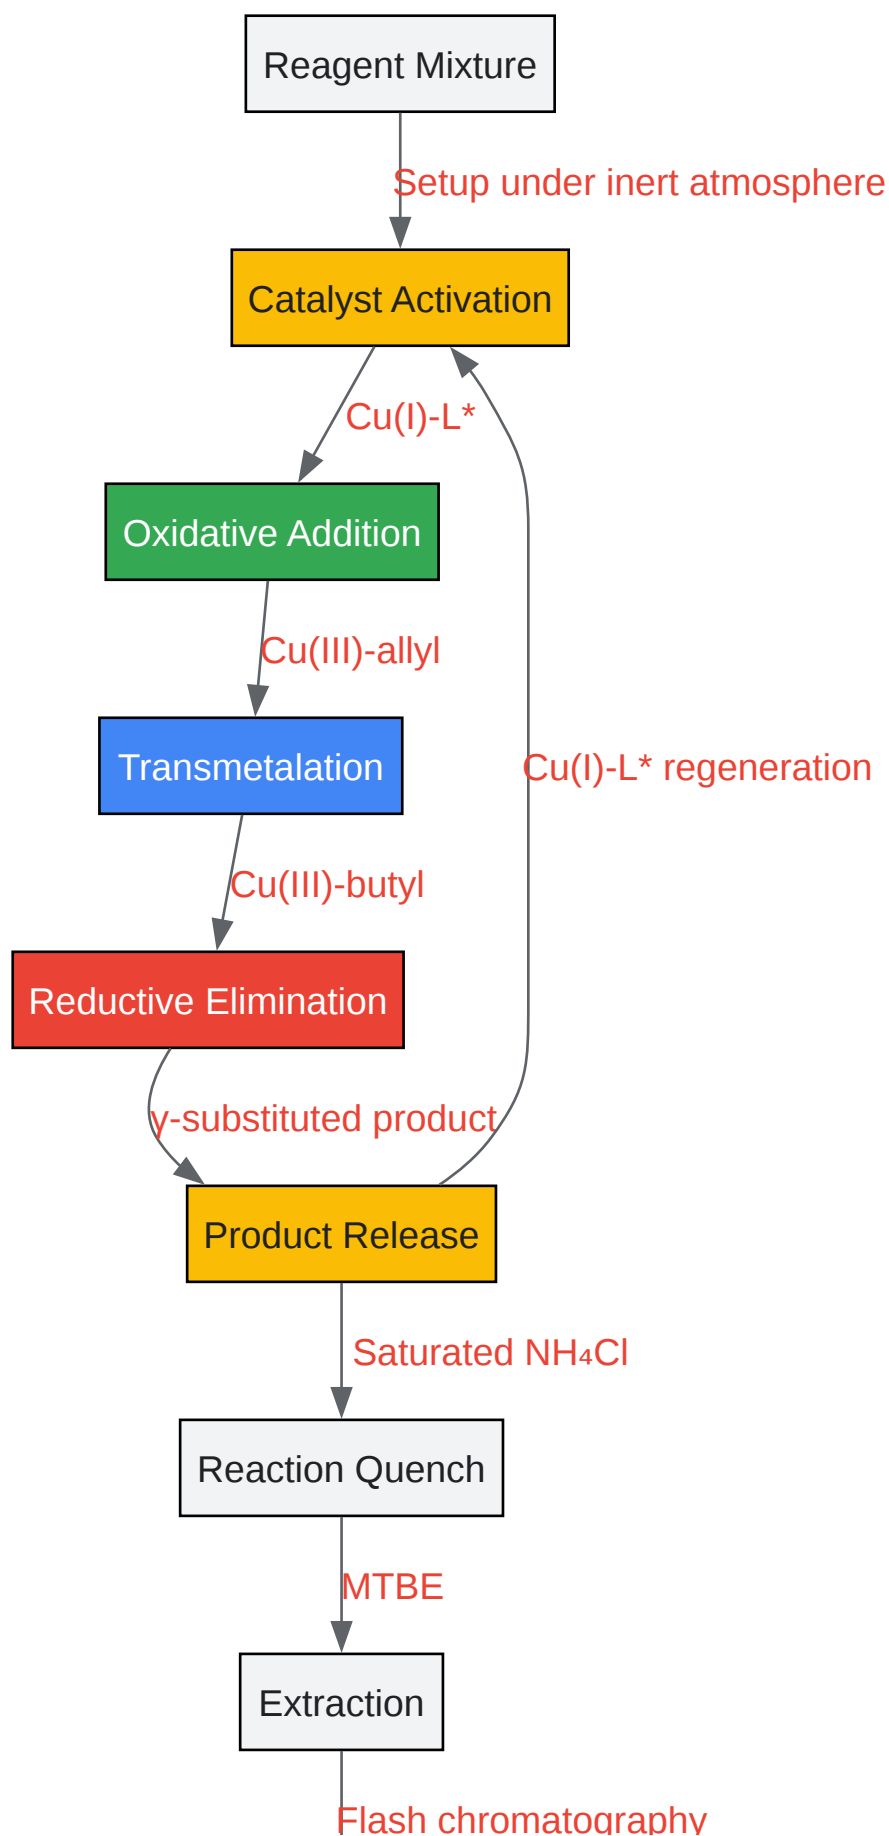 Reagent Mixture
Setup under inert atmosphere
Catalyst Activation
Cu(I)-L*
Oxidative Addition
Cu(III)-allyl
Transmetalation
Cu(I)-L* regeneration
Cu(III)-butyl
Reductive Elimination
γ-substituted product
Product Release
Saturated NH₄Cl
Reaction Quench
MTBE
Extraction
Flash chromatography